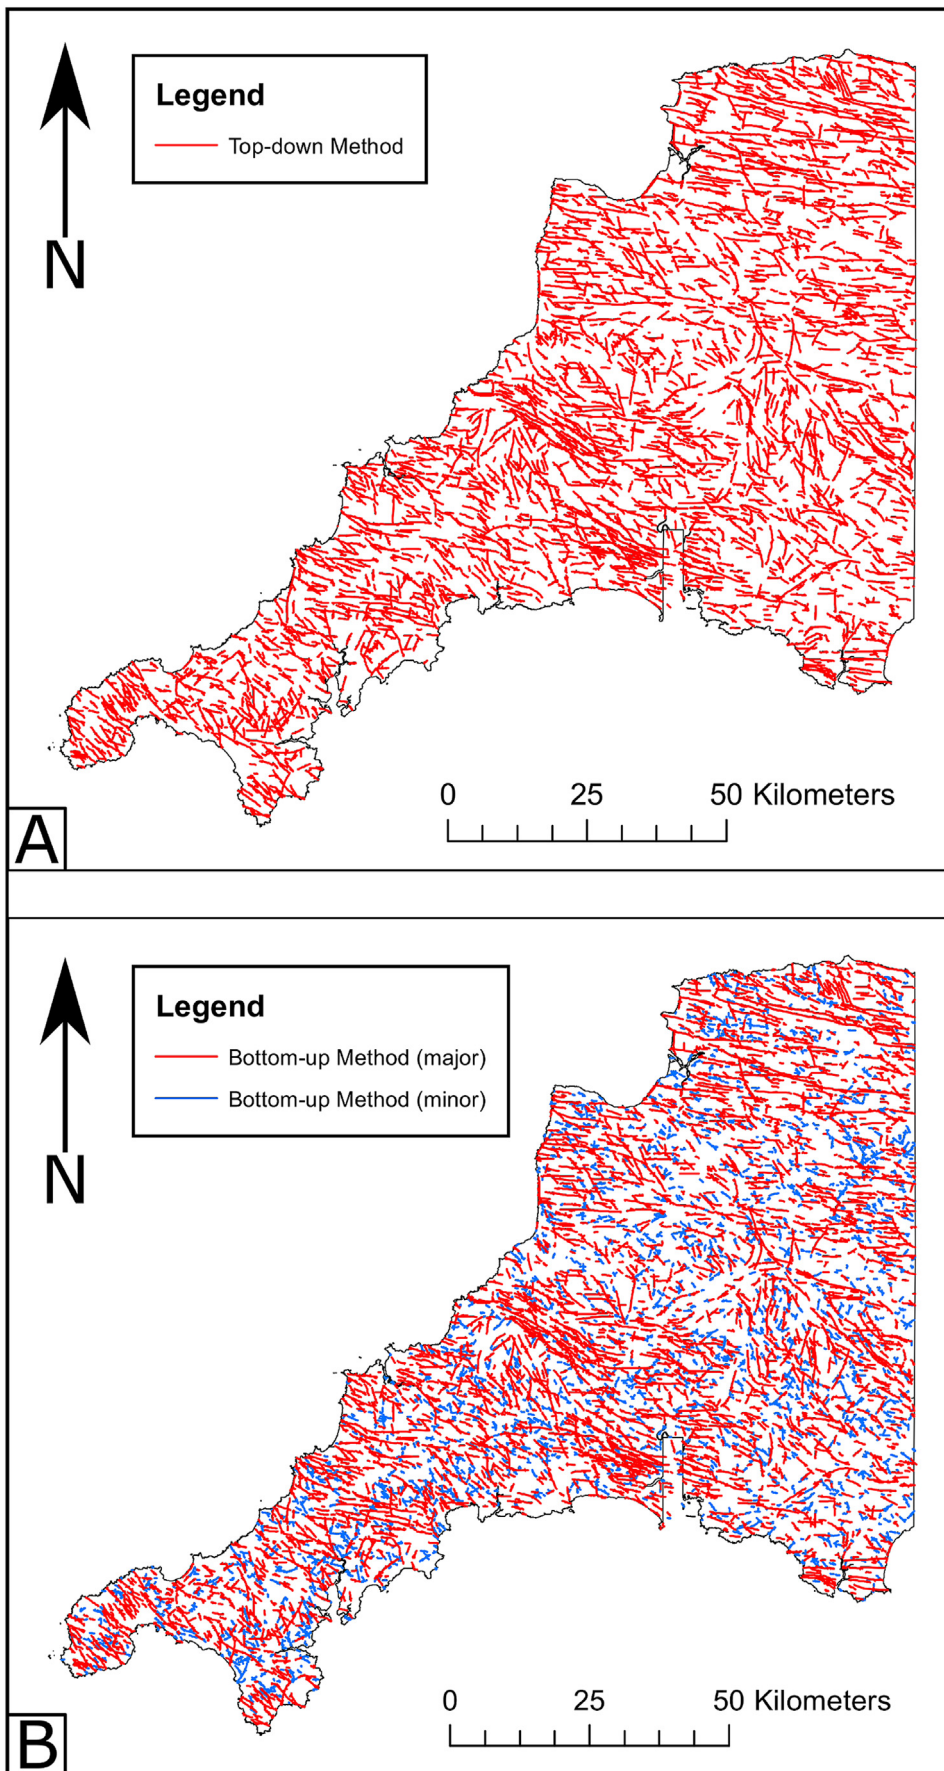 Legend
Top-down Method
N
0 25 50 Kilometers
A
Legend
Bottom-up Method (major)
Bottom-up Method (minor)
N
0 25 50 Kilometers
B